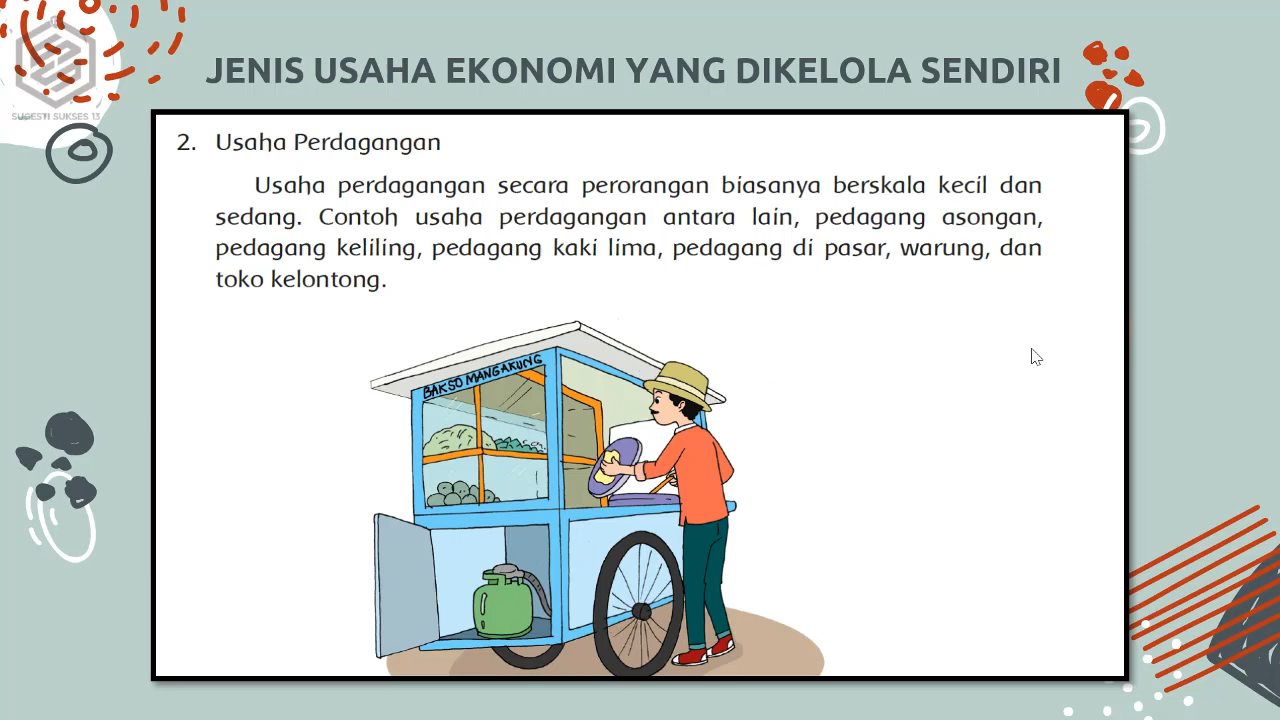 JENIS USAHA EKONOMI YANG DIKELOLA SENDIRI
SUGESTI SUKSES 13
2. Usaha Perdagangan
Usaha perdagangan secara perorangan biasanya berskala kecil dan
sedang. Contoh usaha perdagangan antara lain, pedagang asongan,
pedagang keliling, pedagang kaki lima, pedagang di pasar, warung, dan
toko kelontong.
BAKSO MANG AKUNG